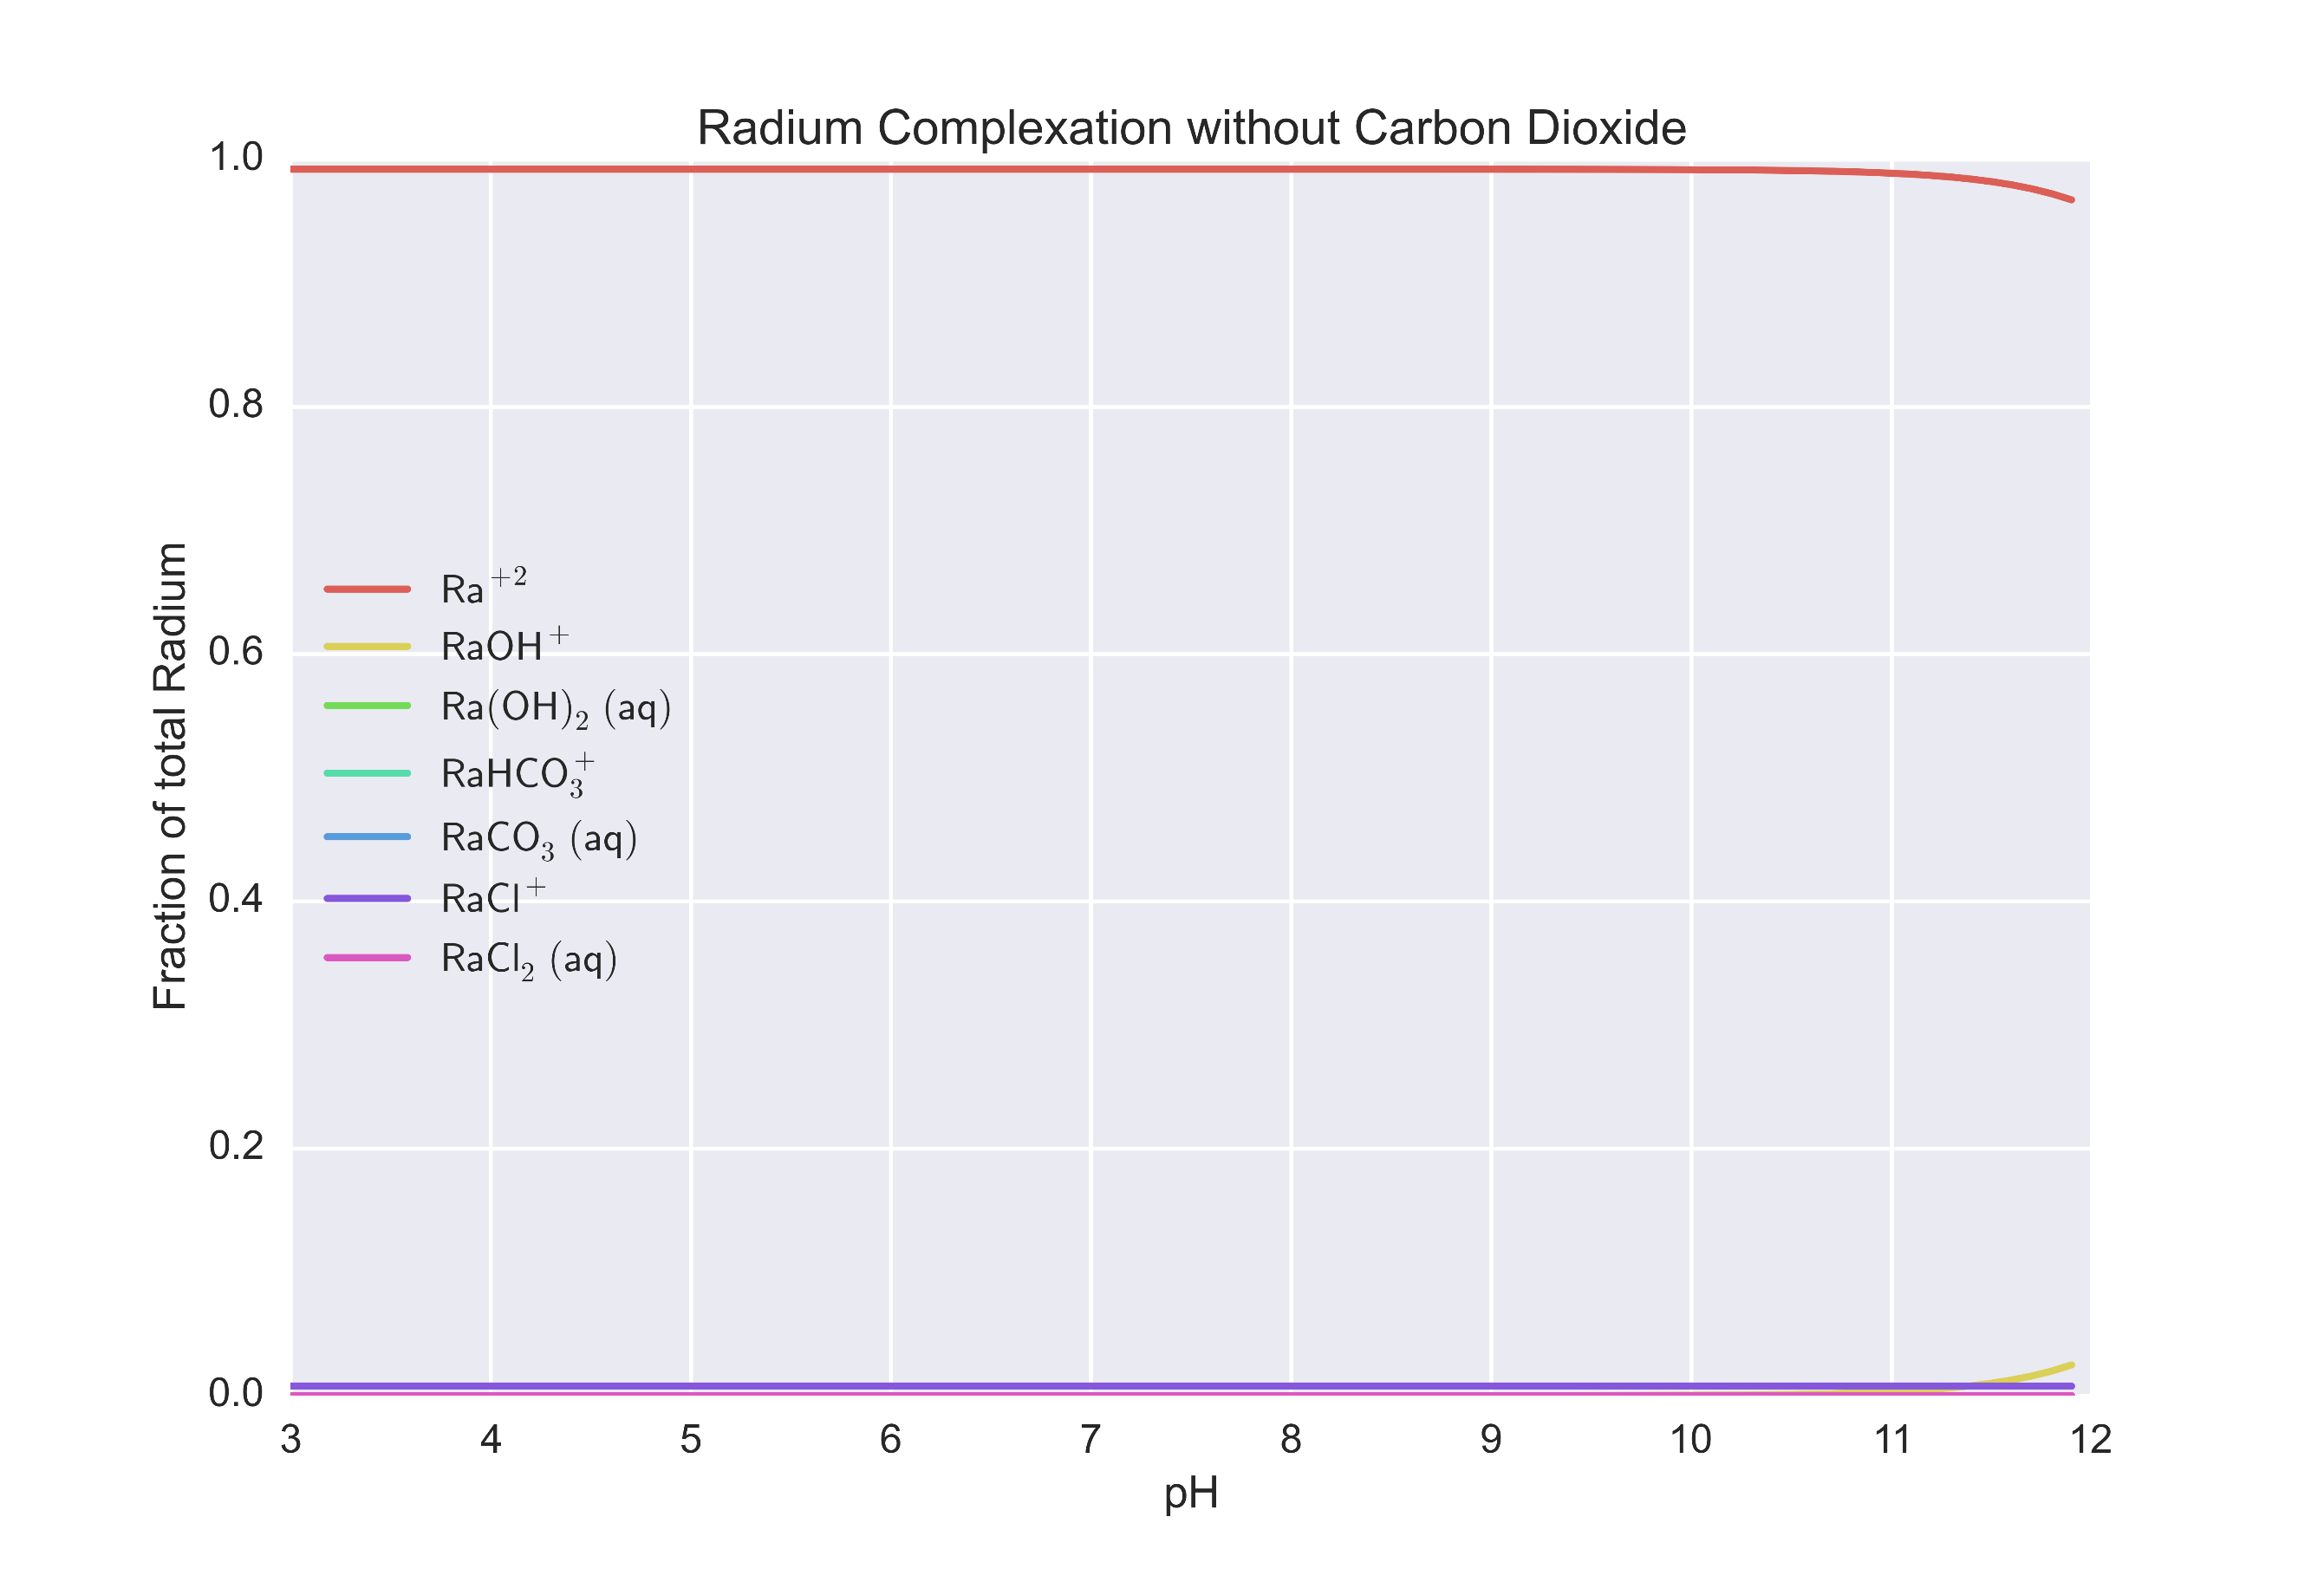 Radium Complexation without Carbon Dioxide
1.0
0.8
0.6
0.4
0.2
0.0
Fraction of total Radium
Ra⁺²
RaOH⁺
Ra(OH)₂ (aq)
RaHCO₃⁺
RaCO₃ (aq)
RaCl⁺
RaCl₂ (aq)
3 4 5 6 7 8 9 10 11 12
pH